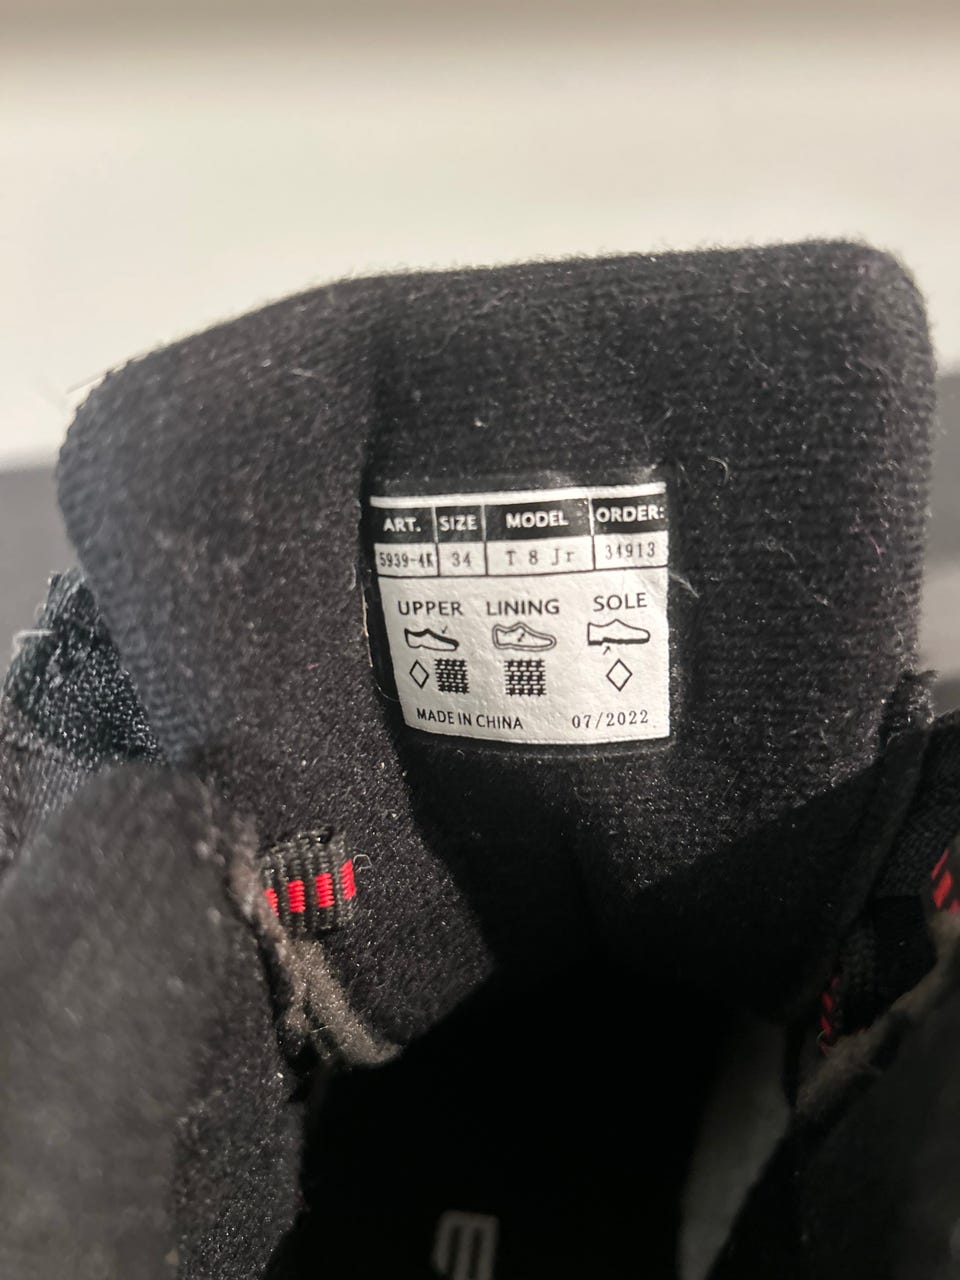 ART. SIZE MODEL ORDER:
5939-4K 34 T 8 Jr 34913
UPPER LINING SOLE
MADE IN CHINA 07/2022